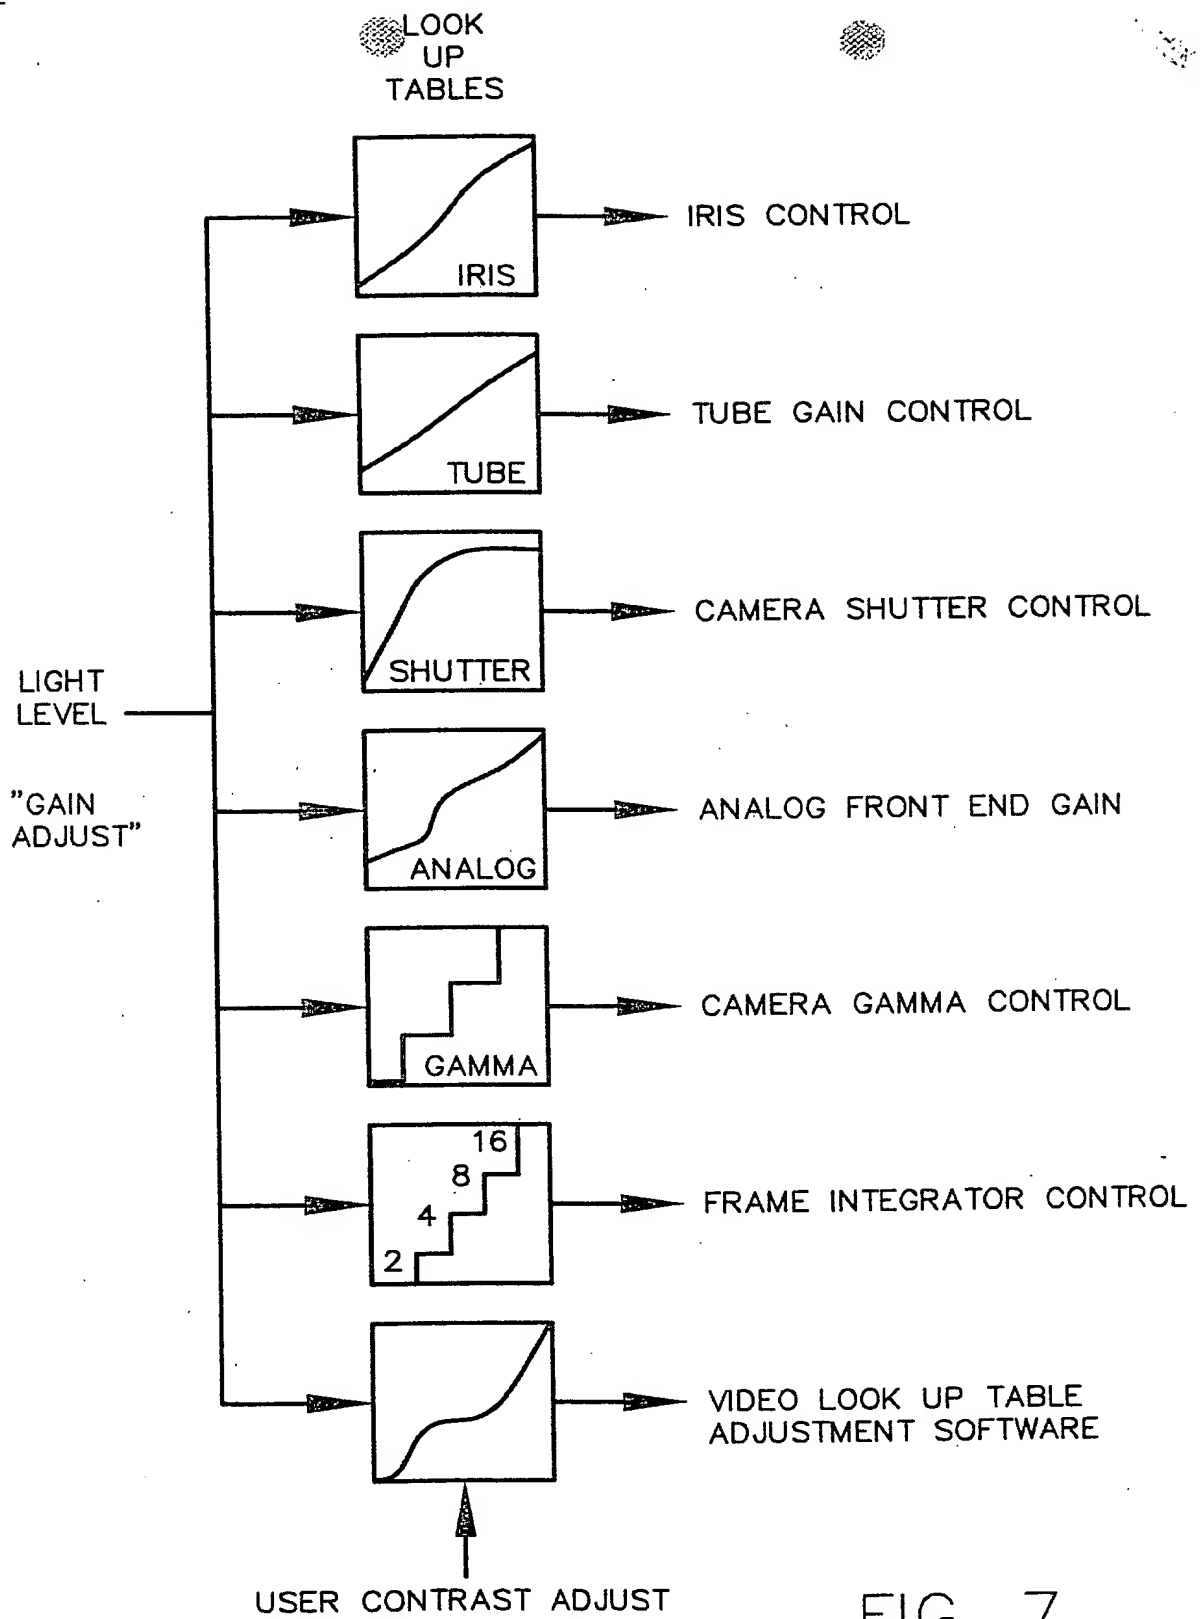 LOOK
UP
TABLES
IRIS
IRIS CONTROL
TUBE
TUBE GAIN CONTROL
SHUTTER
CAMERA SHUTTER CONTROL
LIGHT
LEVEL
"GAIN
ADJUST"
ANALOG
ANALOG FRONT END GAIN
GAMMA
CAMERA GAMMA CONTROL
16
8
4
2
FRAME INTEGRATOR CONTROL
VIDEO LOOK UP TABLE
ADJUSTMENT SOFTWARE
USER CONTRAST ADJUST
FIG. 7